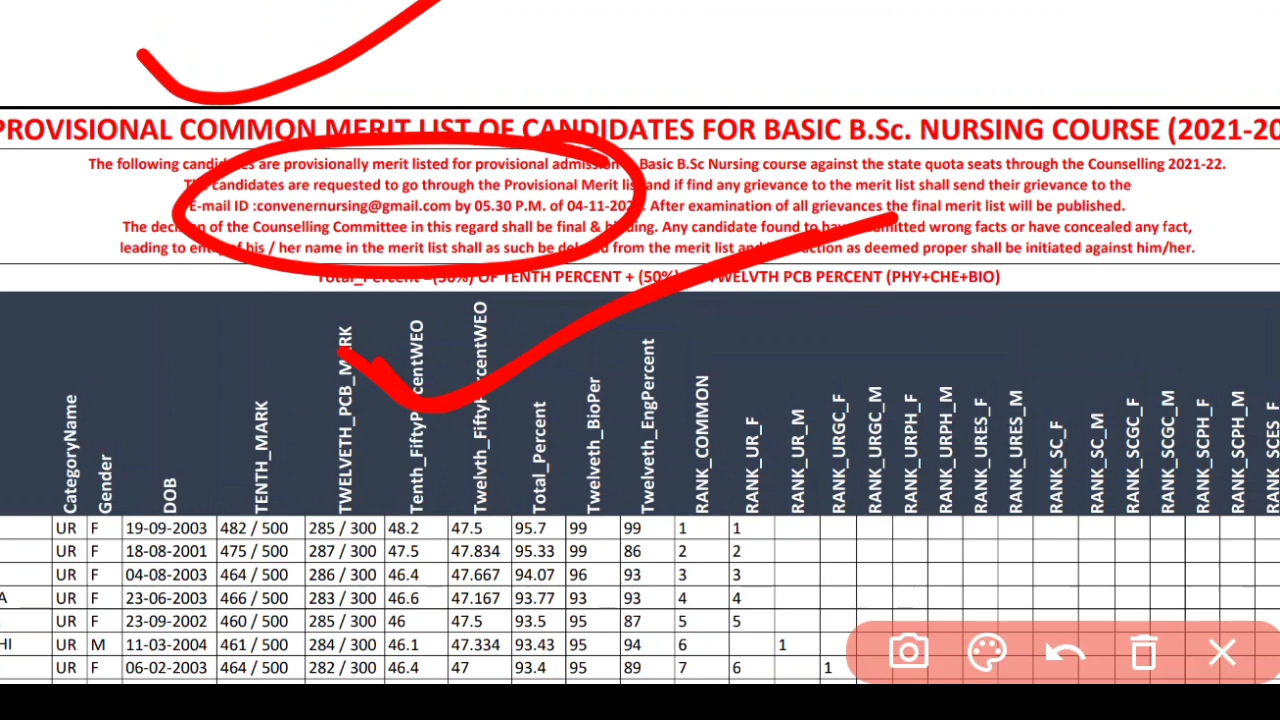 PROVISIONAL COMMON MERIT LIST OF CANDIDATES FOR BASIC B.Sc. NURSING COURSE (2021-20
The following candidates are provisionally merit listed for provisional admission Basic B.Sc Nursing course against the state quota seats through the Counselling 2021-22.
The candidates are requested to go through the Provisional Merit list and if find any grievance to the merit list shall send their grievance to the
E-mail ID :convenernursing@gmail.com by 05.30 P.M. of 04-11-202 . After examination of all grievances the final merit list will be published.
The decision of the Counselling Committee in this regard shall be final & binding. Any candidate found to have submitted wrong facts or have concealed any fact,
leading to entry of his / her name in the merit list shall as such be deleted from the merit list and action as deemed proper shall be initiated against him/her.
Total_Percent =(50%) OF TENTH PERCENT + (50%) TWELVTH PCB PERCENT (PHY+CHE+BIO)
CategoryName Gender DOB TENTH_MARK TWELVETH_PCB_MARK Tenth_FiftyPercentWEO Twelvth_FiftyPercentWEO Total_Percent Twelveth_BioPer Twelveth_EngPercent RANK_COMMON RANK_UR_F RANK_UR_M RANK_URGC_F RANK_URGC_M RANK_URPH_F RANK_URPH_M RANK_URES_F RANK_URES_M RANK_SC_F RANK_SC_M RANK_SCGC_F RANK_SCGC_M RANK_SCPH_F RANK_SCPH_M RANK_SCES_F
UR F 19-09-2003 482 / 500 285 / 300 48.2 47.5 95.7 99 99 1 1
UR F 18-08-2001 475 / 500 287 / 300 47.5 47.834 95.33 99 86 2 2
UR F 04-08-2003 464 / 500 286 / 300 46.4 47.667 94.07 96 93 3 3
A UR F 23-06-2003 466 / 500 283 / 300 46.6 47.167 93.77 93 93 4 4
UR F 23-09-2002 460 / 500 285 / 300 46 47.5 93.5 95 87 5 5
HI UR M 11-03-2004 461 / 500 284 / 300 46.1 47.334 93.43 95 94 6 1
UR F 06-02-2003 464 / 500 282 / 300 46.4 47 93.4 95 89 7 6 1